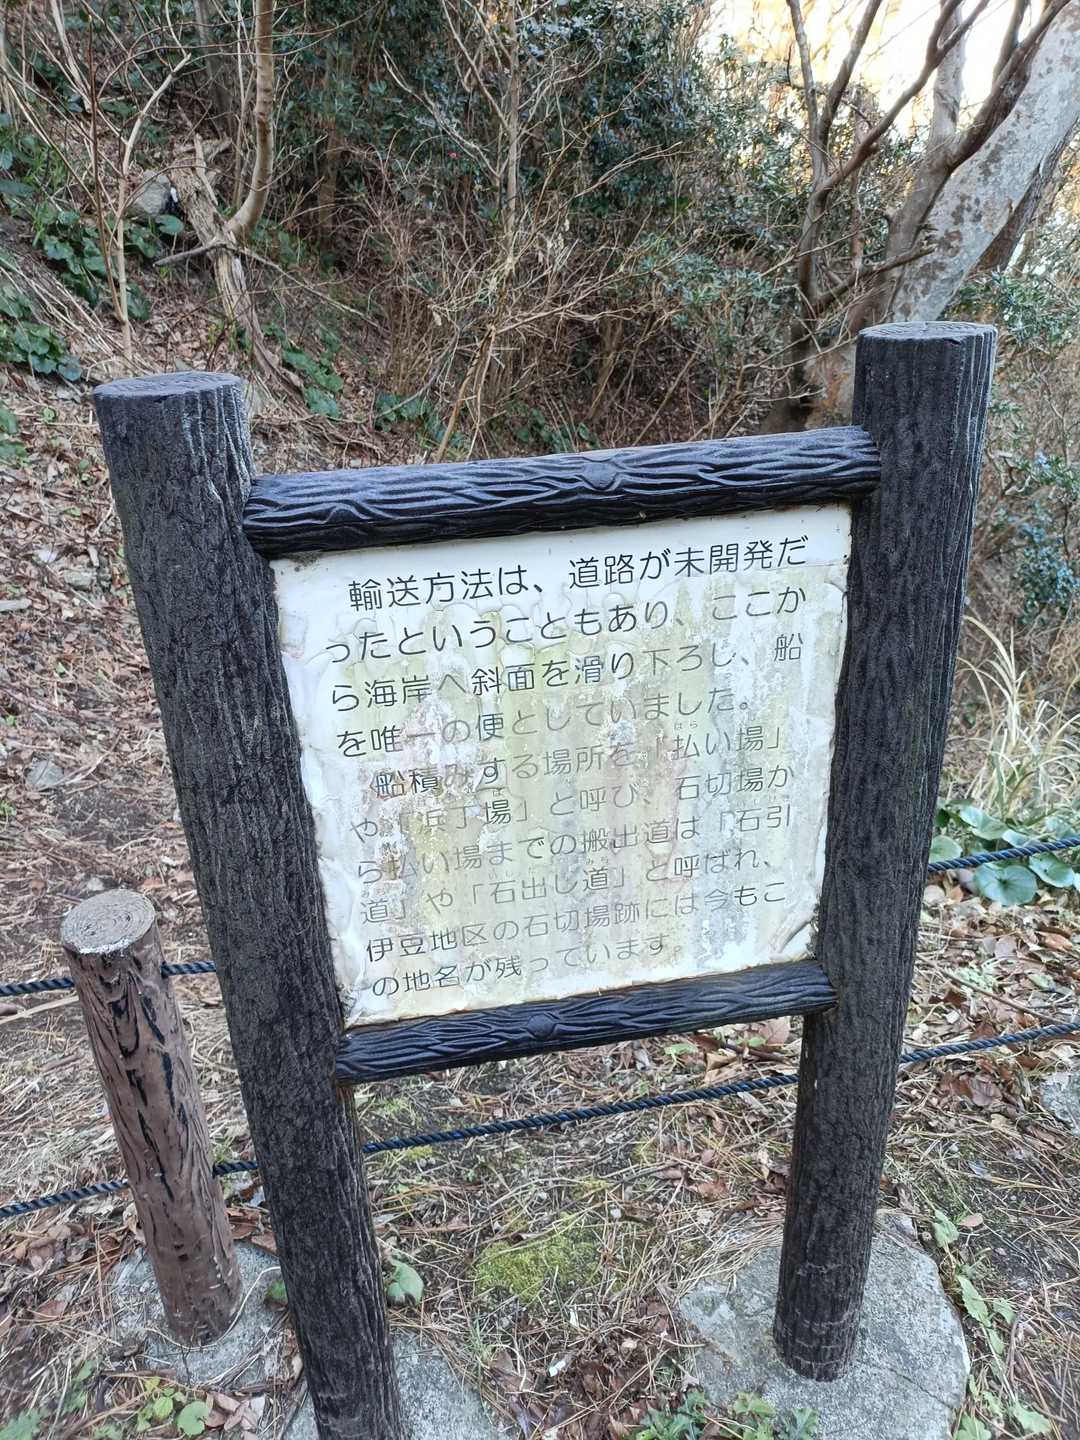 輸送方法は、道路が未開発だ
ったということもあり、ここか
ら海岸へ斜面を滑り下ろし、船
を唯一の便としていました。
船積みする場所を「払い場」
や「浜丁場」と呼び、石切場か
ら払い場までの搬出道は「石引
道」や「石出し道」と呼ばれ、
伊豆地区の石切場跡には今もこ
の地名が残っています。